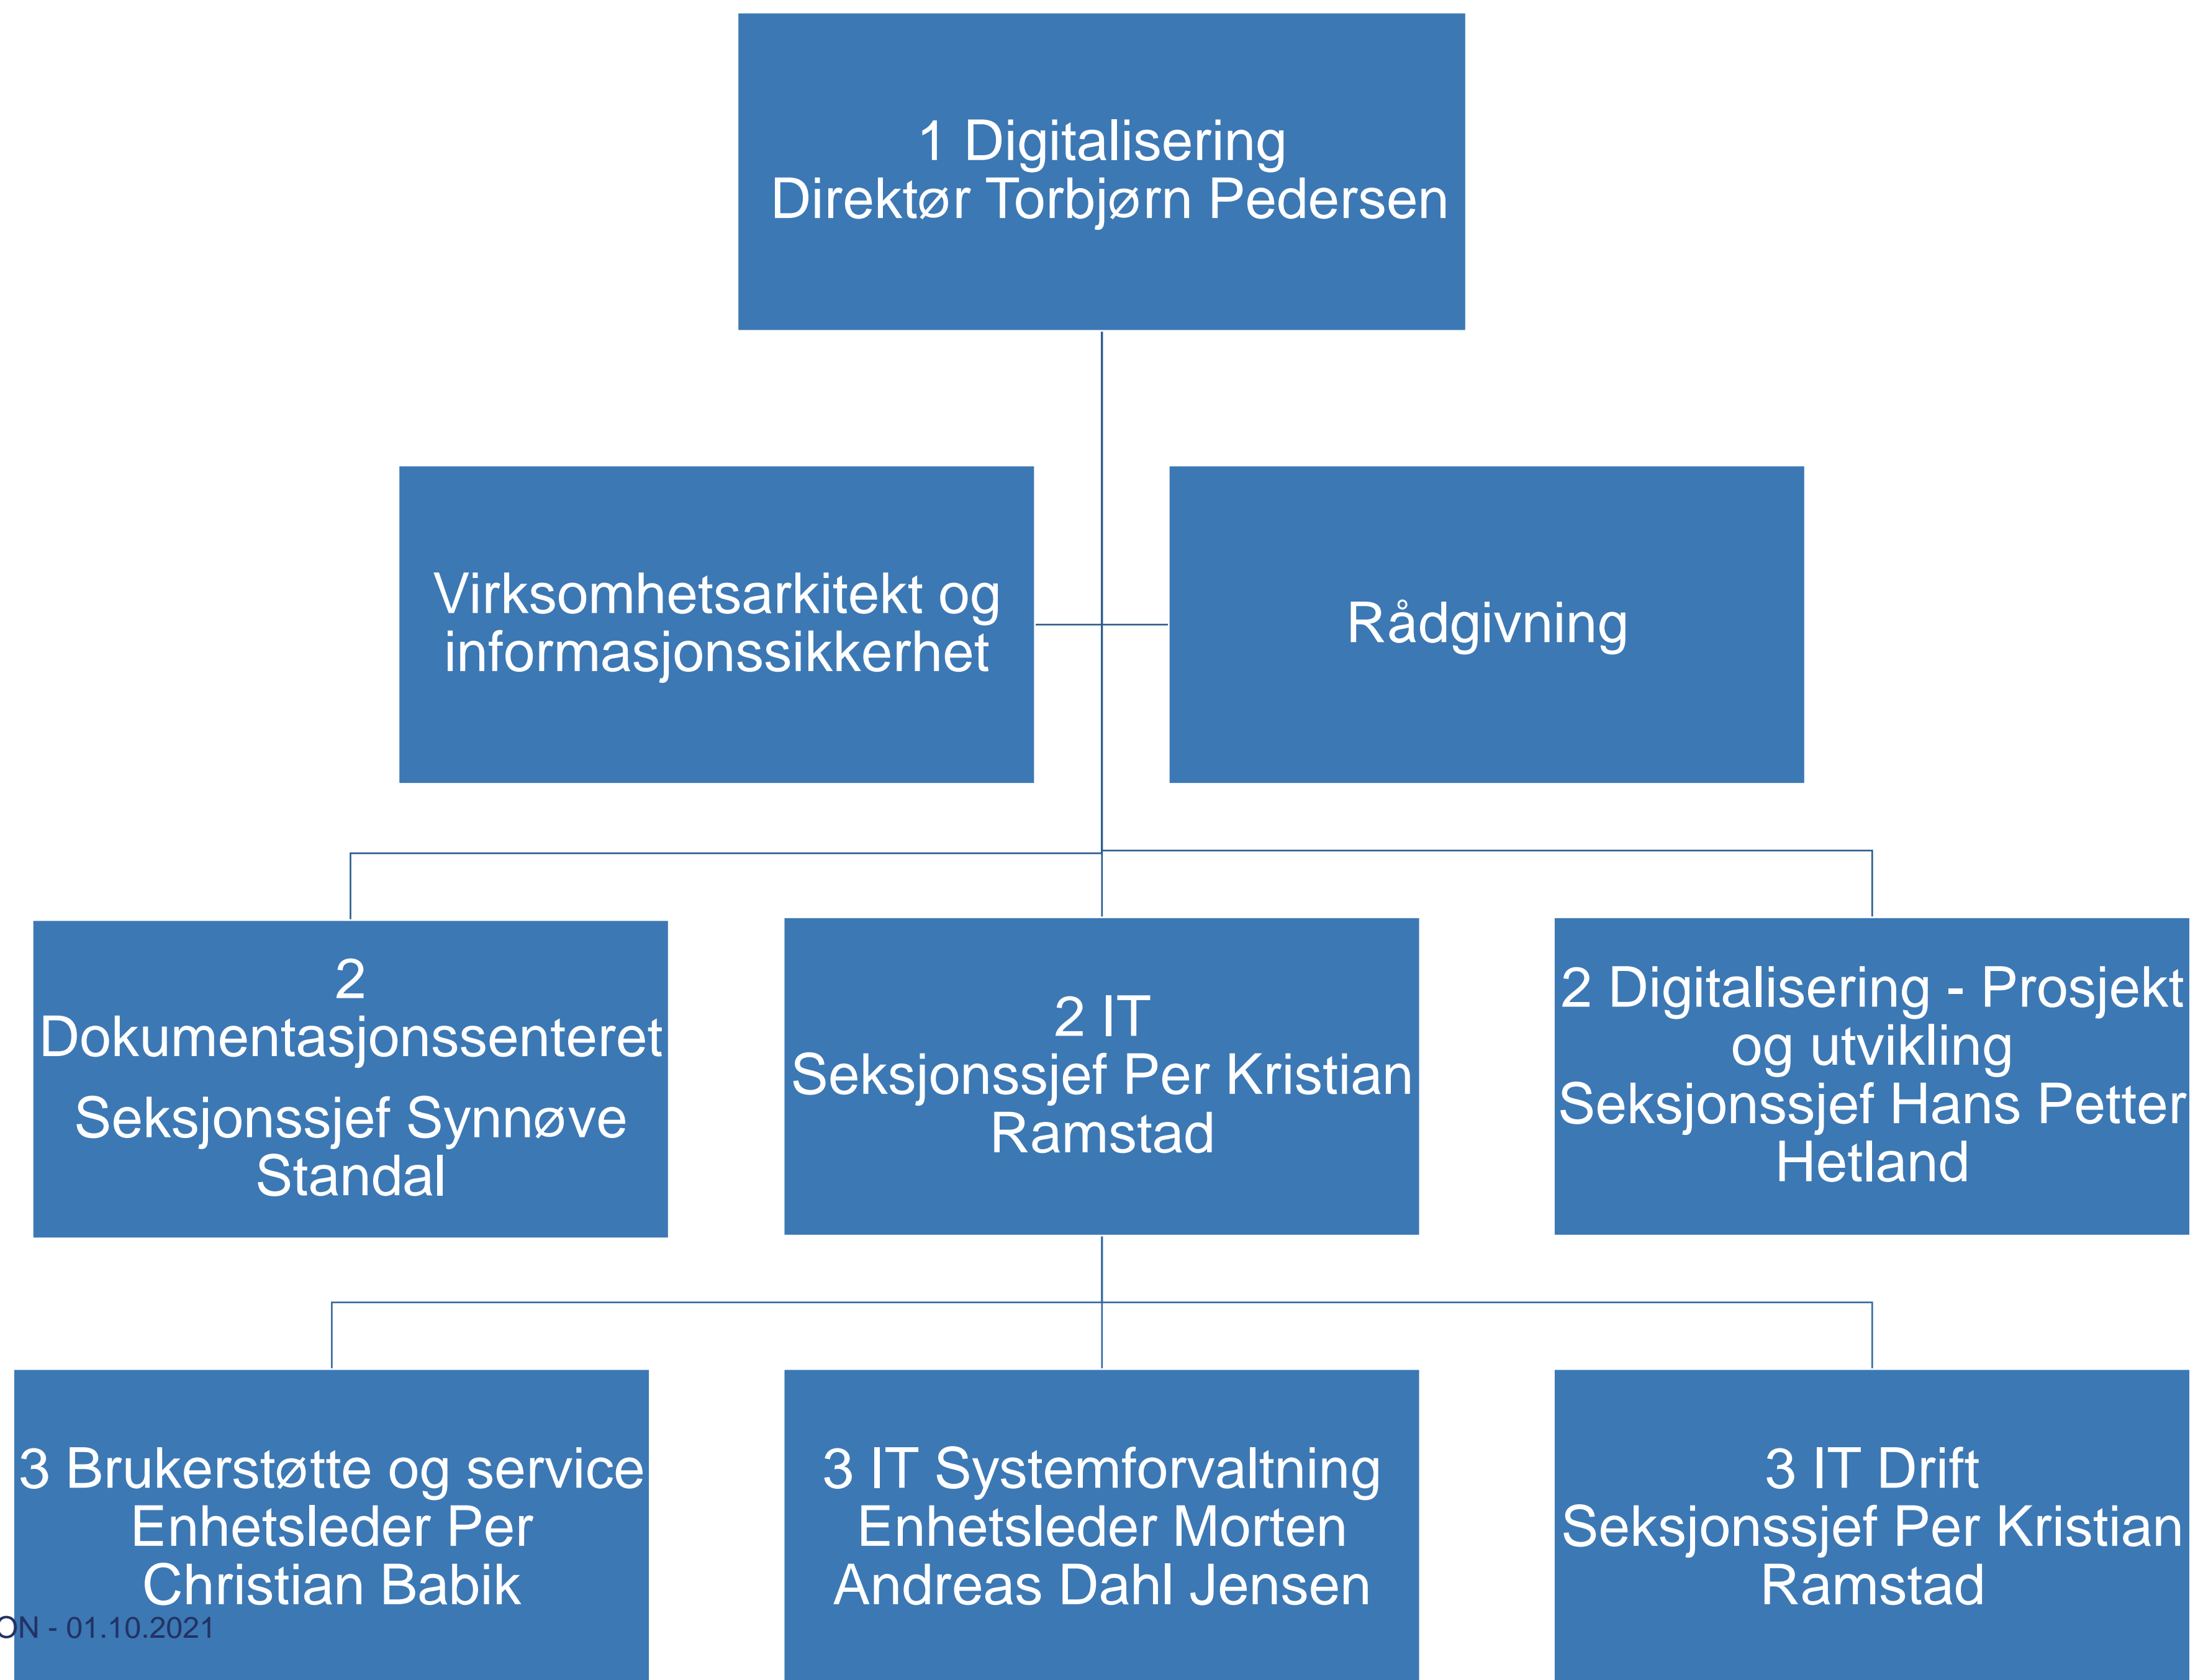 1 Digitalisering
Direktør Torbjørn Pedersen
Virksomhetsarkitekt og
informasjonssikkerhet
Rådgivning
2
Dokumentasjonssenteret
Seksjonssjef Synnøve
Standal
2 IT
Seksjonssjef Per Kristian
Ramstad
2 Digitalisering - Prosjekt
og utvikling
Seksjonssjef Hans Petter
Hetland
3 Brukerstøtte og service
Enhetsleder Per
Christian Babik
3 IT Systemforvaltning
Enhetsleder Morten
Andreas Dahl Jensen
3 IT Drift
Seksjonssjef Per Kristian
Ramstad
- 01.10.2021